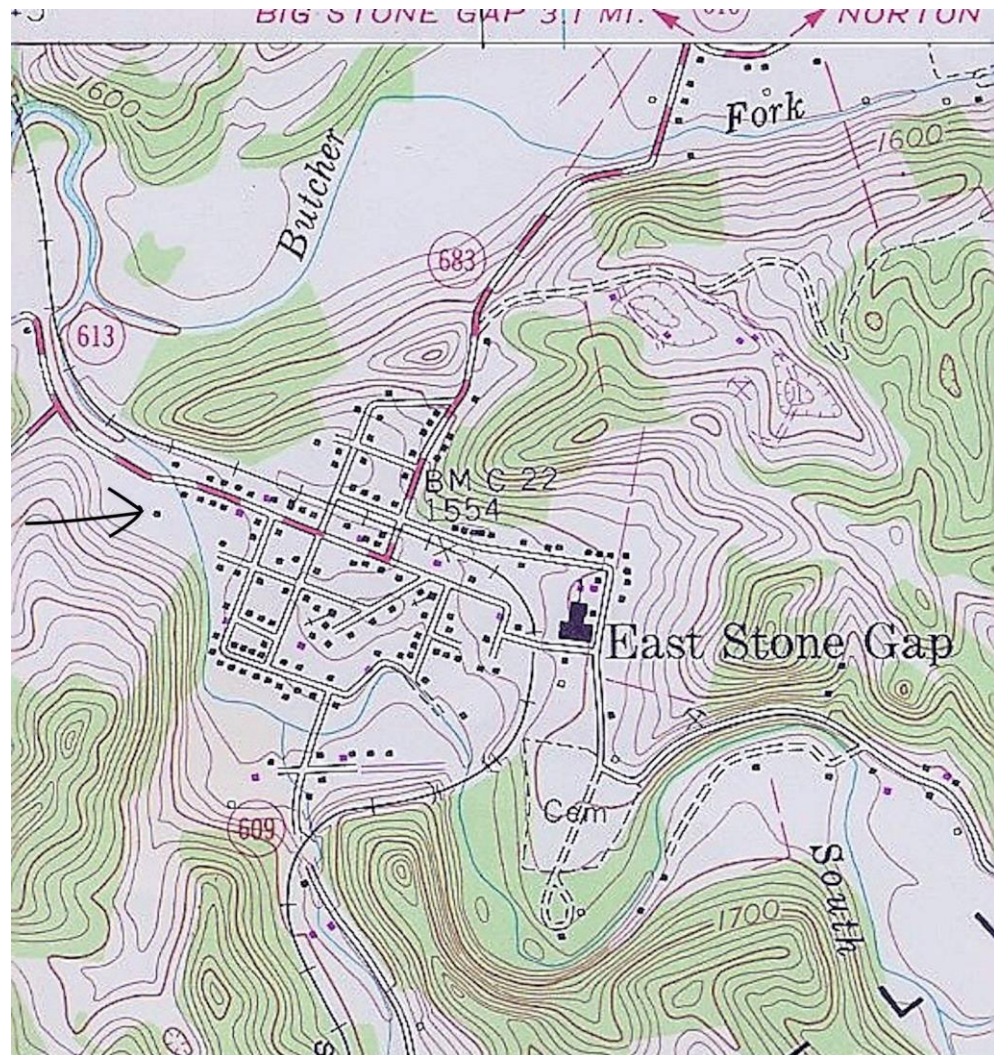 BIG STONE GAP 3.1 MI.
NORTON
1600
Butcher
Fork
1600
683
613
BM C 22
1554
East Stone Gap
Cem
609
1700
South